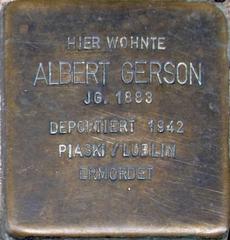 HIER WOHNTE
ALBERT GERSON
JG. 1883
DEPORTIERT 1942
PIASKI / LUBLIN
ERMORDET